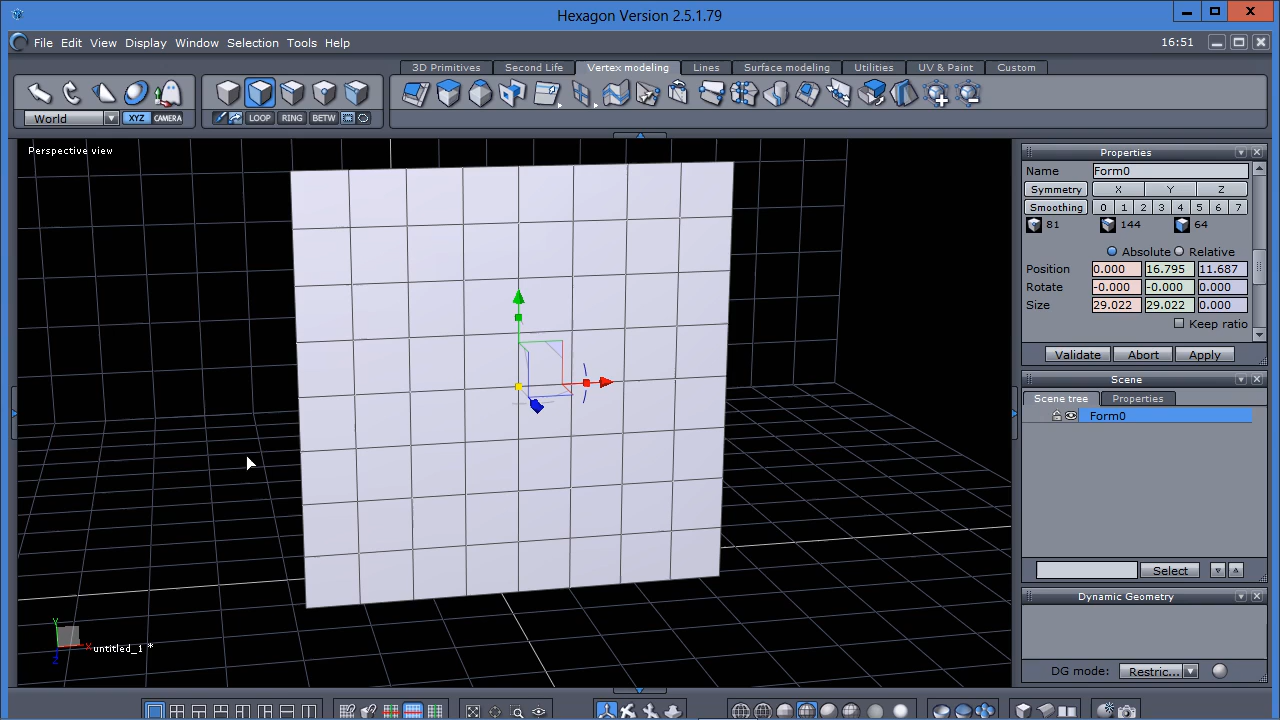 Hexagon Version 2.5.1.79
File Edit View Display Window Selection Tools Help 16:51
3D Primitives Second Life Vertex modeling Lines Surface modeling Utilities UV & Paint Custom
World XYZ CAMERA LOOP RING BETW
Perspective view
Properties
Name Form0
Symmetry X Y Z
Smoothing 0 1 2 3 4 5 6 7
81 144 64
Absolute Relative
Position 0.000 16.795 11.687
Rotate -0.000 -0.000 0.000
Size 29.022 29.022 0.000
Keep ratio
Validate Abort Apply
Scene
Scene tree Properties
Form0
Select
Dynamic Geometry
DG mode: Restric...
Y
X
Z
untitled_1 *